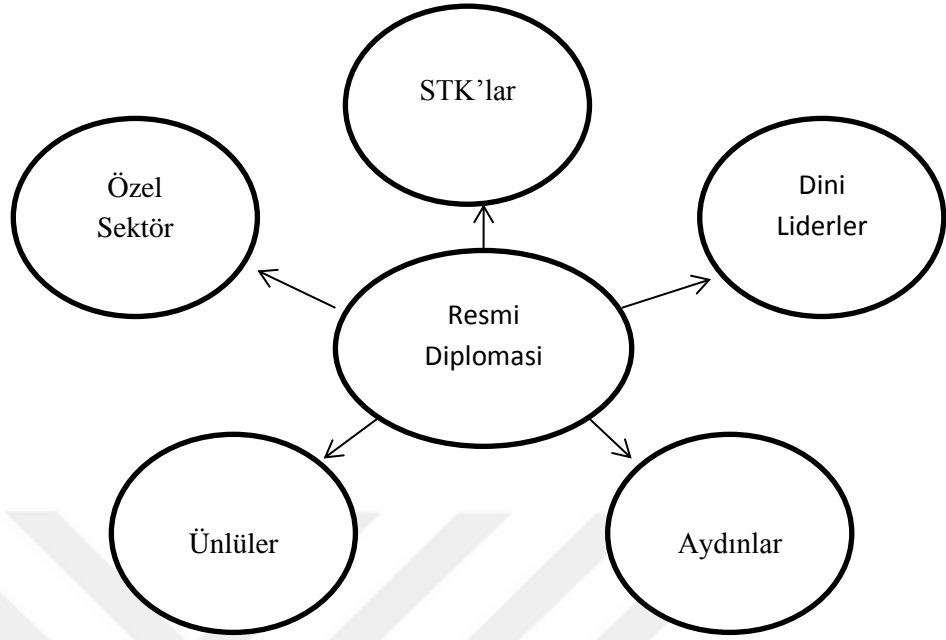 STK’lar
Özel
Sektör
Dini
Liderler
Resmi
Diplomasi
Ünlüler
Aydınlar